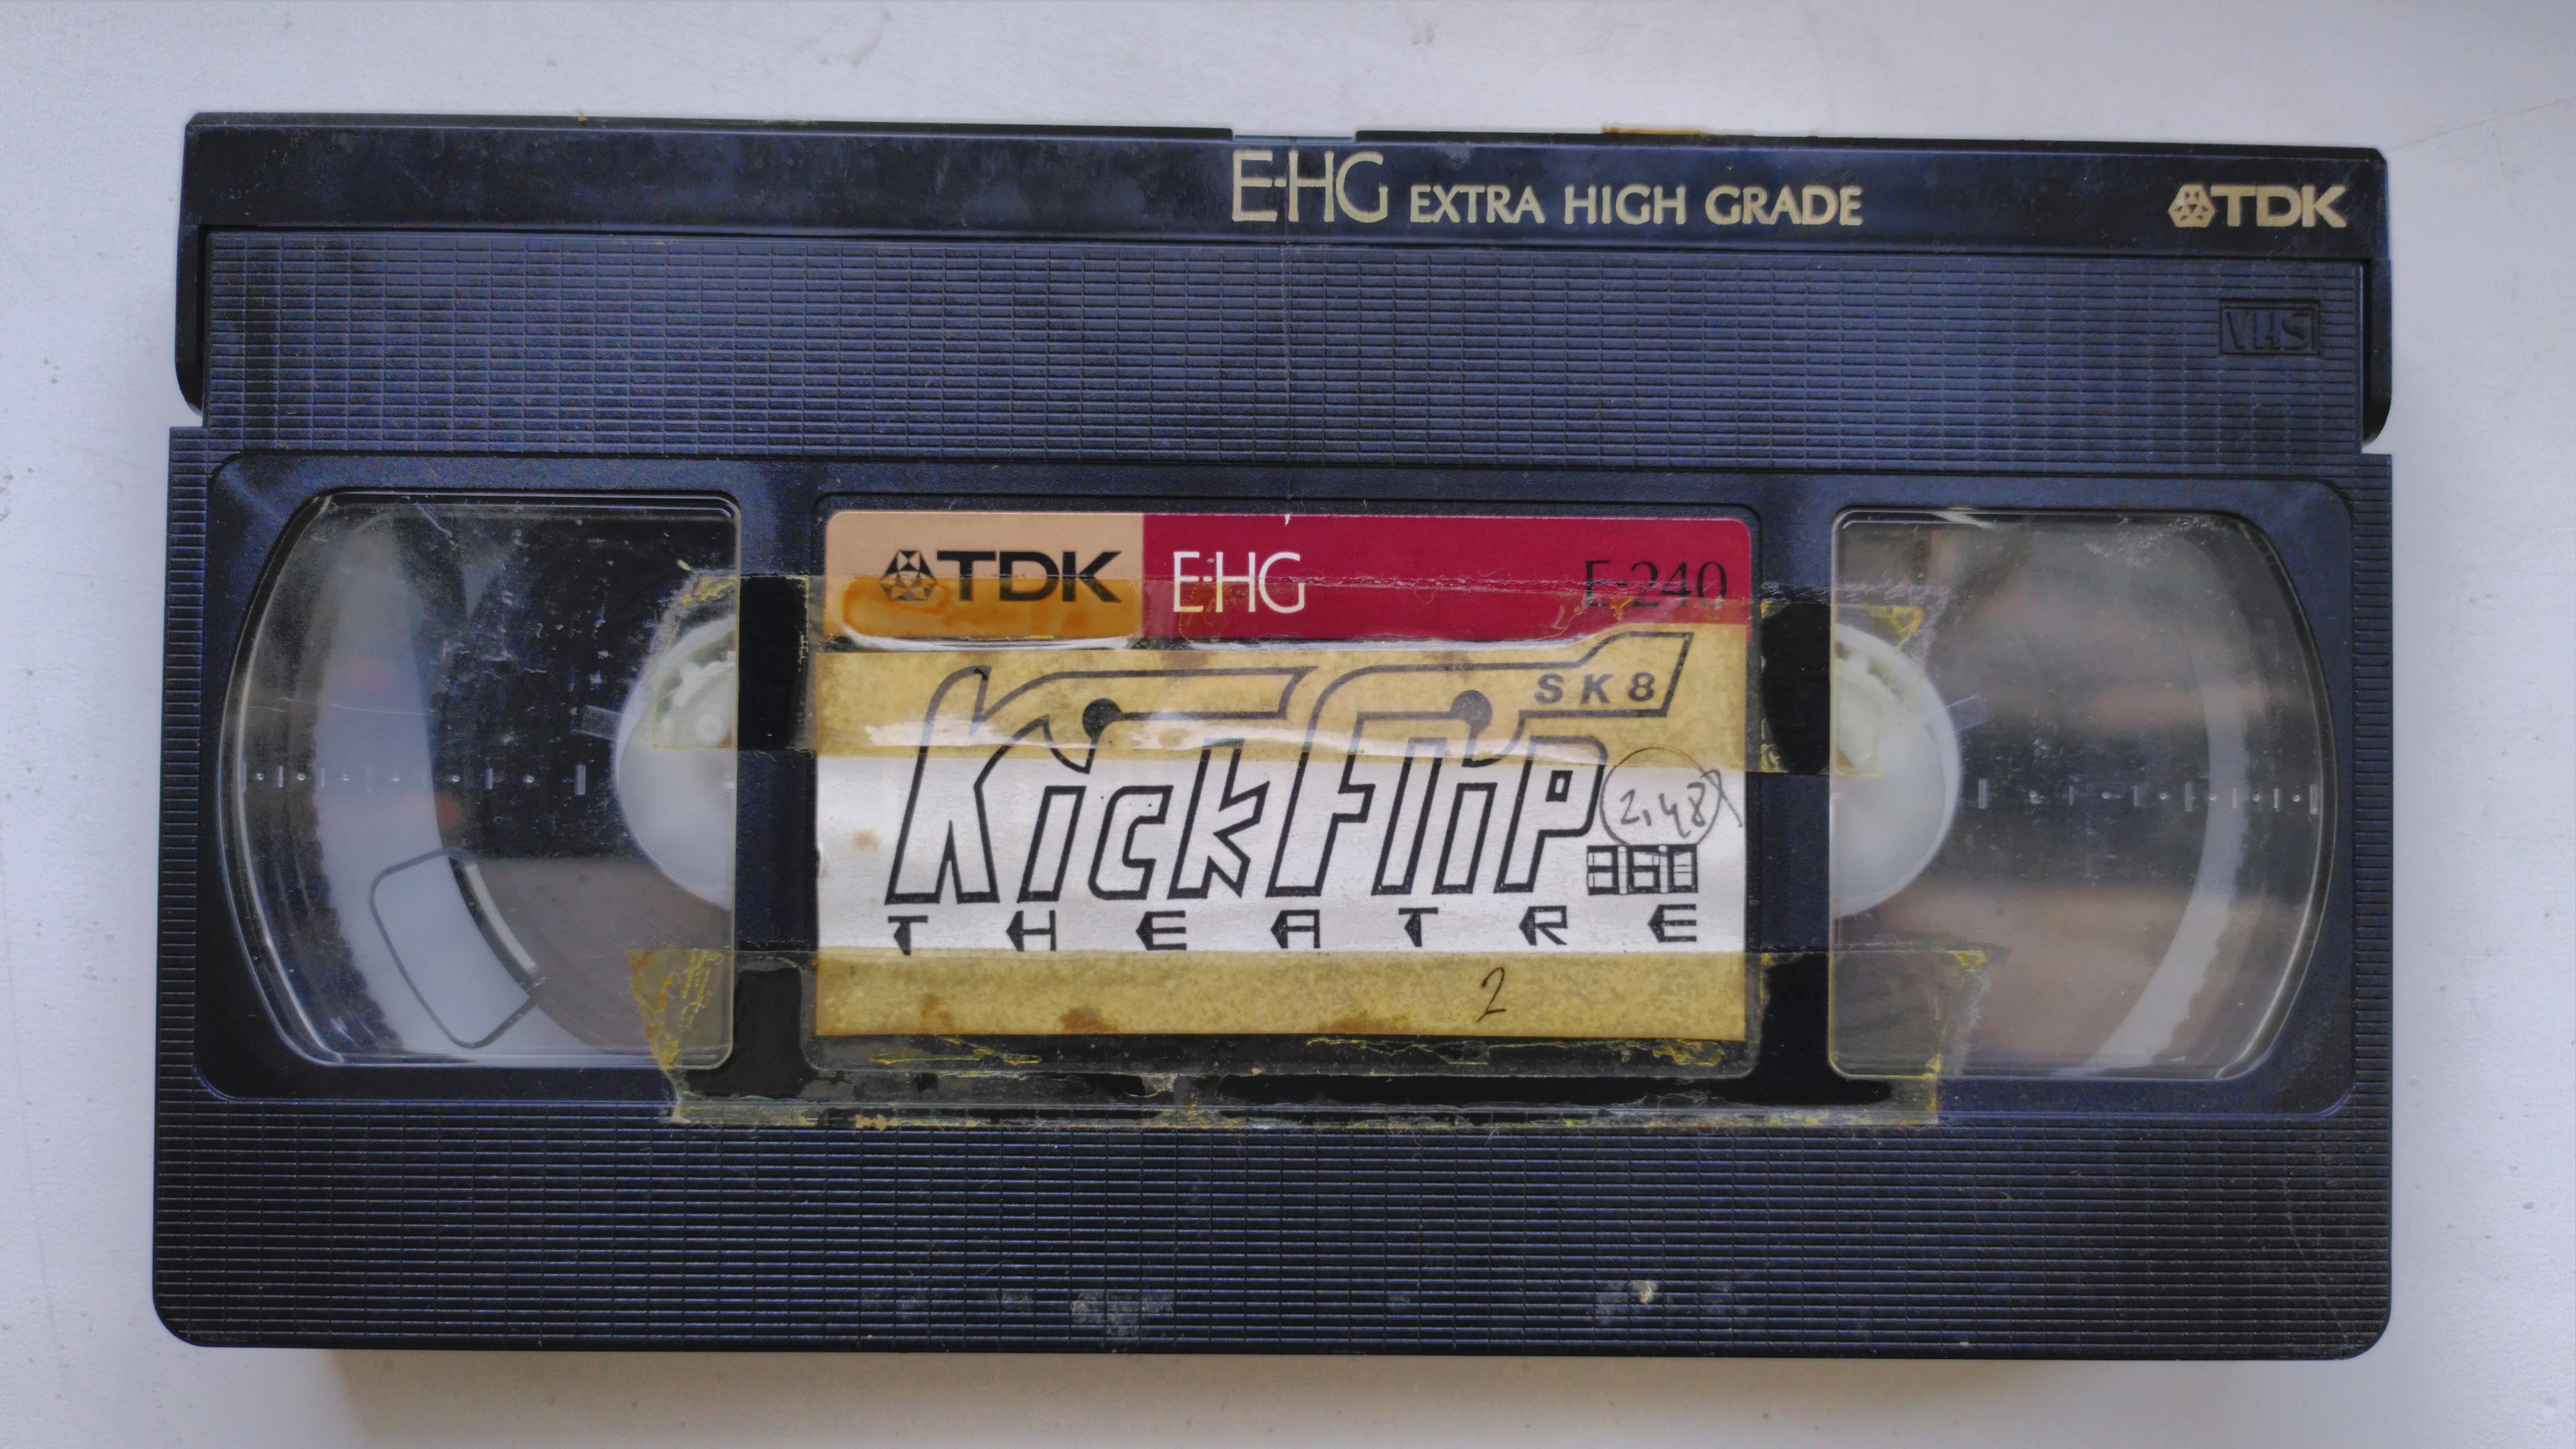 E-HG EXTRA HIGH GRADE TDK
VHS
TDK E-HG E-240
SK8
KickFlip
2,48
360
THEATRE
2